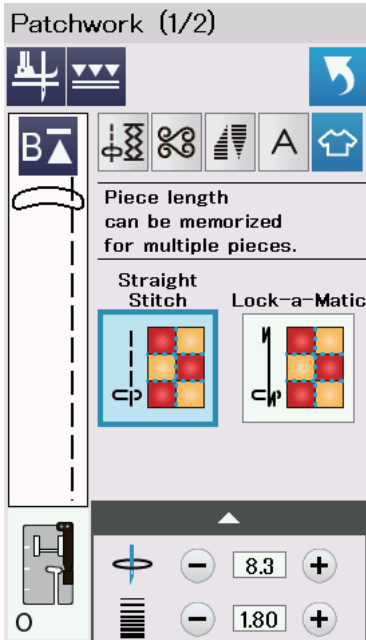 Patchwork (1/2)
B
A
Piece length
can be memorized
for multiple pieces.
Straight
Stitch
Lock-a-Matic
8.3
O
1.80